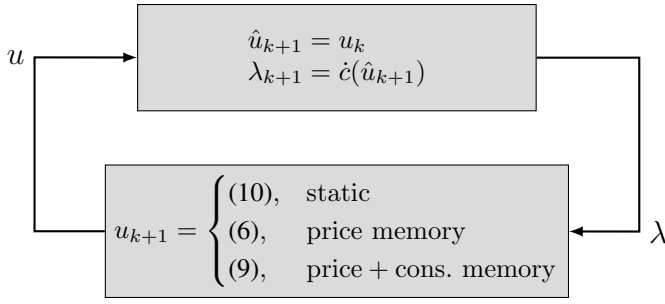 û_{k+1} = u_k
λ_{k+1} = ċ(û_{k+1})
u
u_{k+1} = { (10), static
(6), price memory
(9), price + cons. memory
λ